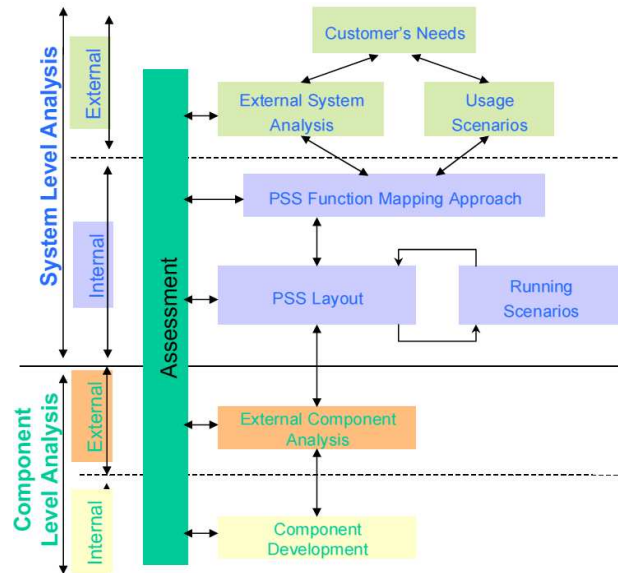 System Level Analysis
External
Internal
Customer's Needs
External System
Analysis
Usage
Scenarios
PSS Function Mapping Approach
PSS Layout
Running
Scenarios
Assessment
Component
Level Analysis
External
Internal
External Component
Analysis
Component
Development